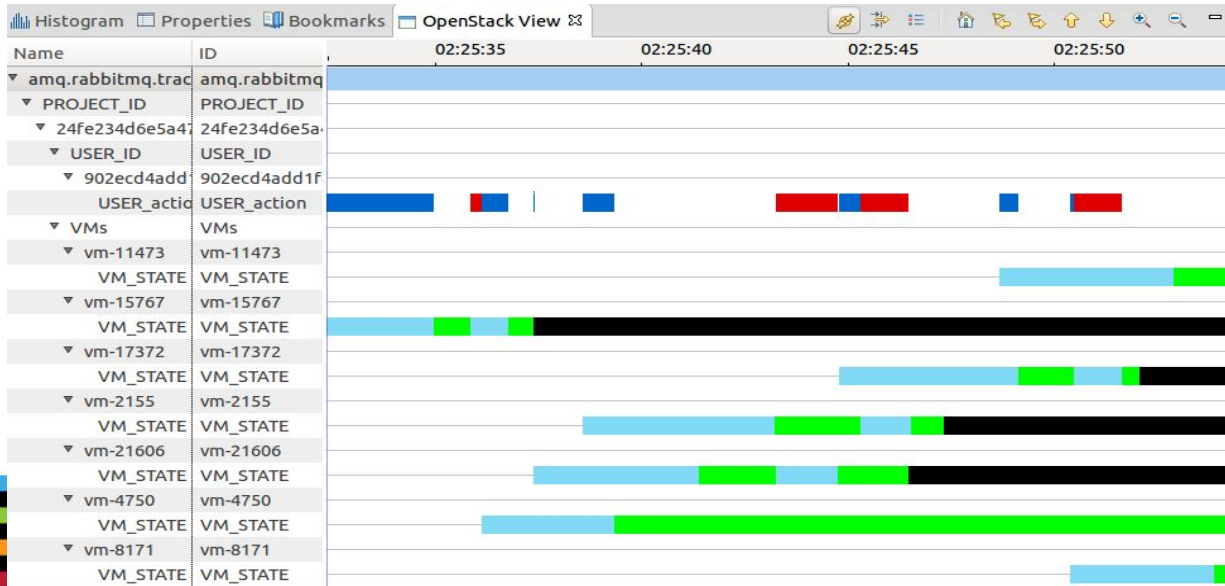 Histogram Properties Bookmarks OpenStack View
Name ID 02:25:35 02:25:40 02:25:45 02:25:50
amq.rabbitmq.trac amq.rabbitmq
PROJECT_ID PROJECT_ID
24fe234d6e5a47 24fe234d6e5a
USER_ID USER_ID
902ecd4add1 902ecd4add1f
USER_actio USER_action
VMs VMs
vm-11473 vm-11473
VM_STATE VM_STATE
vm-15767 vm-15767
VM_STATE VM_STATE
vm-17372 vm-17372
VM_STATE VM_STATE
vm-2155 vm-2155
VM_STATE VM_STATE
vm-21606 vm-21606
VM_STATE VM_STATE
vm-4750 vm-4750
VM_STATE VM_STATE
vm-8171 vm-8171
VM_STATE VM_STATE